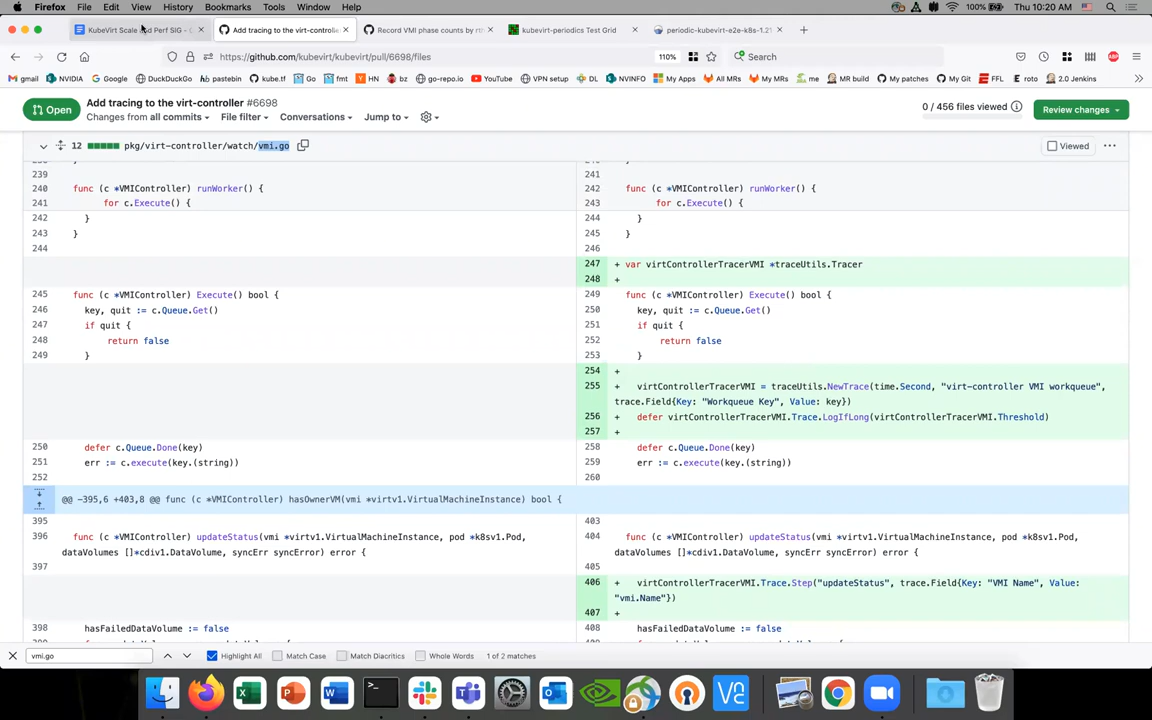 Firefox File Edit View History Bookmarks Tools Window Help 100% Thu 10:20 AM
KubeVirt Scale and Perf SIG - × Add tracing to the virt-controller × Record VMI phase counts by × kubevirt-periodics Test Grid × periodic-kubevirt-e2e-k8s-1.21 × +
https://github.com/kubevirt/kubevirt/pull/6698/files 110% Search
gmail NVIDIA Google DuckDuckGo pastebin kube.tf Go fmt HN bz go-repo.io YouTube VPN setup DL NVINFO My Apps All MRs My MRs me MR build My patches My Git FFL roto 2.0 Jenkins
Open Add tracing to the virt-controller #6698
Changes from all commits File filter Conversations Jump to 0 / 456 files viewed Review changes
12 pkg/virt-controller/watch/vmi.go Viewed
239 241
240 func (c *VMIController) runWorker() { 242 func (c *VMIController) runWorker() {
241 for c.Execute() { 243 for c.Execute() {
242 } 244 }
243 } 245 }
244 246
247 + var virtControllerTracerVMI *traceUtils.Tracer
248 +
245 func (c *VMIController) Execute() bool { 249 func (c *VMIController) Execute() bool {
246 key, quit := c.Queue.Get() 250 key, quit := c.Queue.Get()
247 if quit { 251 if quit {
248 return false 252 return false
249 } 253 }
254 +
255 + virtControllerTracerVMI = traceUtils.NewTrace(time.Second, "virt-controller VMI workqueue",
trace.Field{Key: "Workqueue Key", Value: key})
256 + defer virtControllerTracerVMI.Trace.LogIfLong(virtControllerTracerVMI.Threshold)
257 +
250 defer c.Queue.Done(key) 258 defer c.Queue.Done(key)
251 err := c.execute(key.(string)) 259 err := c.execute(key.(string))
252 260
@@ -395,6 +403,8 @@ func (c *VMIController) hasOwnerVM(vmi *virtv1.VirtualMachineInstance) bool {
395 403
396 func (c *VMIController) updateStatus(vmi *virtv1.VirtualMachineInstance, pod *k8sv1.Pod, 404 func (c *VMIController) updateStatus(vmi *virtv1.VirtualMachineInstance, pod *k8sv1.Pod,
dataVolumes []*cdiv1.DataVolume, syncErr syncError) error { dataVolumes []*cdiv1.DataVolume, syncErr syncError) error {
397 405
406 + virtControllerTracerVMI.Trace.Step("updateStatus", trace.Field{Key: "VMI Name", Value:
"vmi.Name"})
407 +
398 hasFailedDataVolume := false 408 hasFailedDataVolume := false
vmi.go Highlight All Match Case Match Diacritics Whole Words 1 of 2 matches